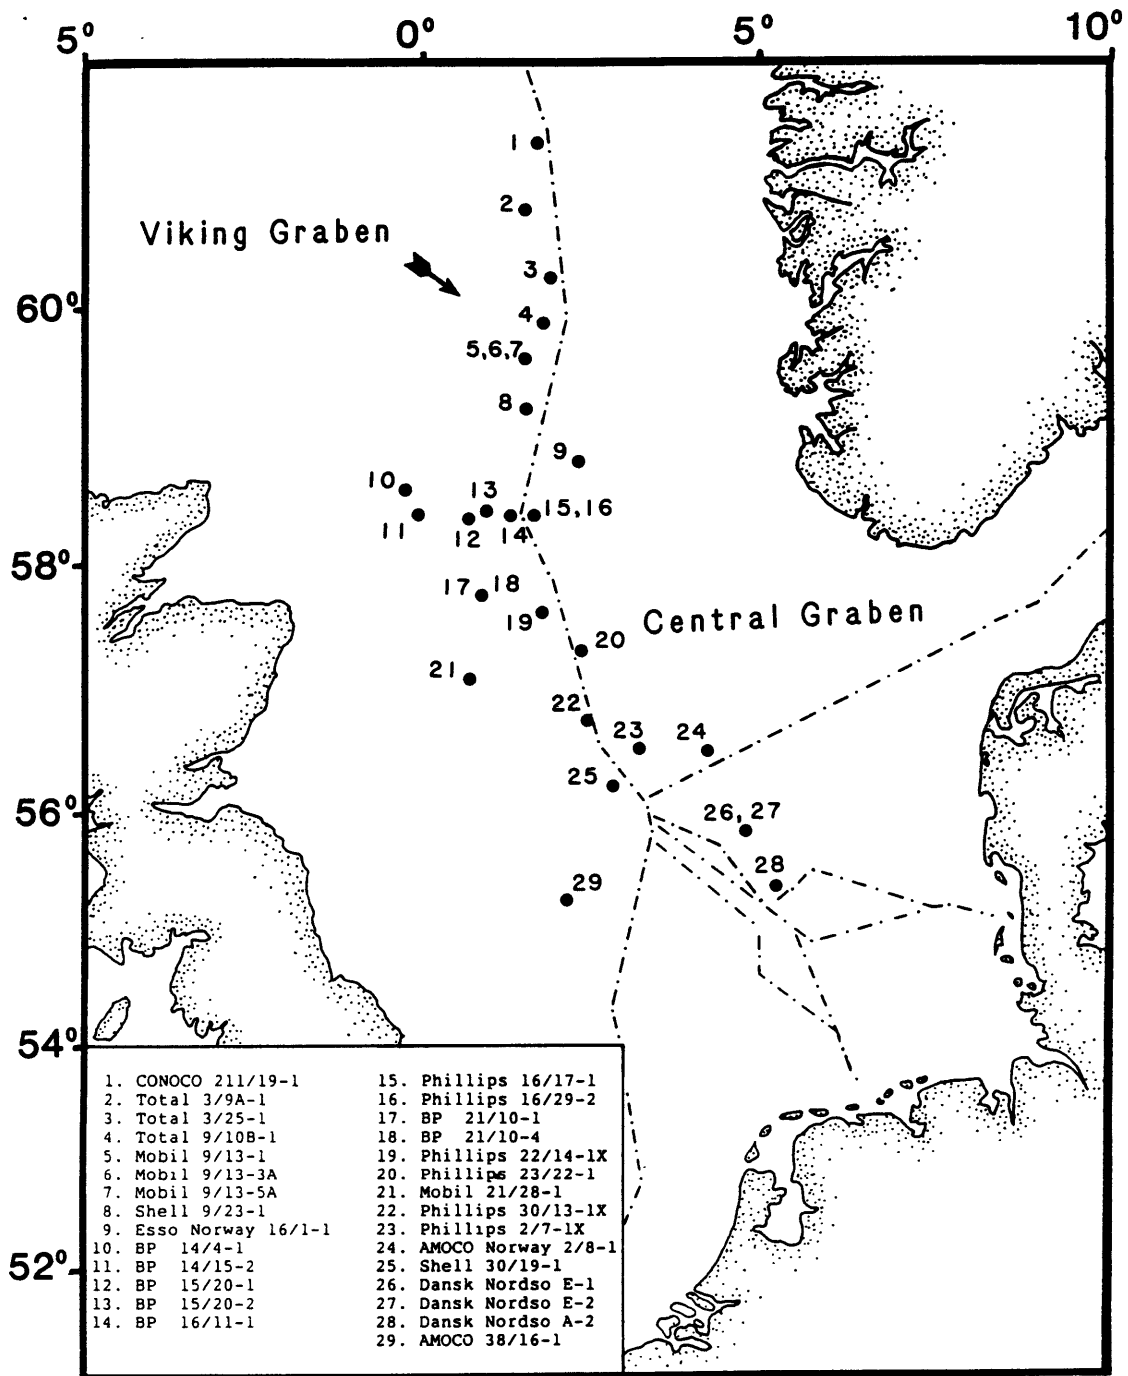 5° 0° 5° 10°
1
2
Viking Graben
3
60°
4
5,6,7
8
9
10
13
15,16
11
12
14
58°
17 18
19
Central Graben
20
21
22
23 24
25
56°
26,27
28
29
54°
1. CONOCO 211/19-1
2. Total 3/9A-1
3. Total 3/25-1
4. Total 9/10B-1
5. Mobil 9/13-1
6. Mobil 9/13-3A
7. Mobil 9/13-5A
8. Shell 9/23-1
9. Esso Norway 16/1-1
10. BP 14/4-1
11. BP 14/15-2
12. BP 15/20-1
13. BP 15/20-2
14. BP 16/11-1
15. Phillips 16/17-1
16. Phillips 16/29-2
17. BP 21/10-1
18. BP 21/10-4
19. Phillips 22/14-1X
20. Phillips 23/22-1
21. Mobil 21/28-1
22. Phillips 30/13-1X
23. Phillips 2/7-1X
24. AMOCO Norway 2/8-1
25. Shell 30/19-1
26. Dansk Nordso E-1
27. Dansk Nordso E-2
28. Dansk Nordso A-2
29. AMOCO 38/16-1
52°